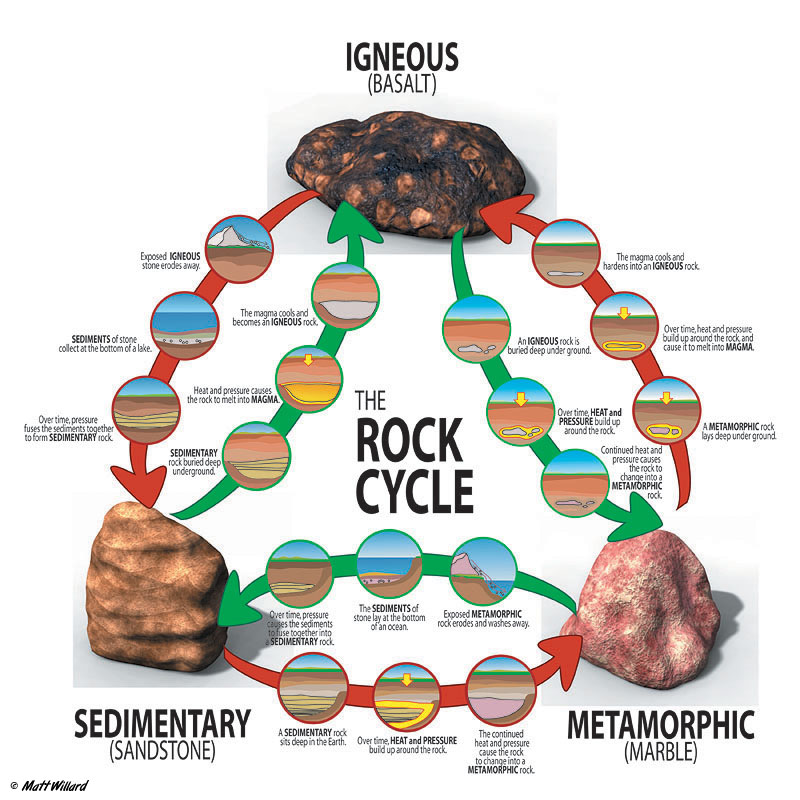 IGNEOUS
(BASALT)
Exposed IGNEOUS
stone erodes away.
SEDIMENTS of stone
collect at the bottom of a lake.
Over time, pressure
fuses the sediments together
to form SEDIMENTARY rock.
The magma cools and
becomes an IGNEOUS rock.
Heat and pressure causes
the rock to melt into MAGMA.
SEDIMENTARY
rock buried deep
underground.
THE
ROCK
CYCLE
An IGNEOUS rock is
buried deep under ground.
Over time, HEAT and
PRESSURE build up
around the rock.
Continued heat and
pressure causes
the rock to
change into a
METAMORPHIC
rock.
The magma cools and
hardens into an IGNEOUS rock.
Over time, heat and pressure
build up around the rock, and
cause it to melt into MAGMA.
A METAMORPHIC rock
lays deep under ground.
Over time, pressure
causes the sediments
to fuse together into
a SEDIMENTARY rock.
The SEDIMENTS of
stone lay at the bottom
of an ocean.
Exposed METAMORPHIC
rock erodes and washes away.
A SEDIMENTARY rock
sits deep in the Earth.
Over time, HEAT and PRESSURE
build up around the rock.
The continued
heat and pressure
cause the rock
to change into a
METAMORPHIC rock.
SEDIMENTARY
(SANDSTONE)
METAMORPHIC
(MARBLE)
© Matt Willard